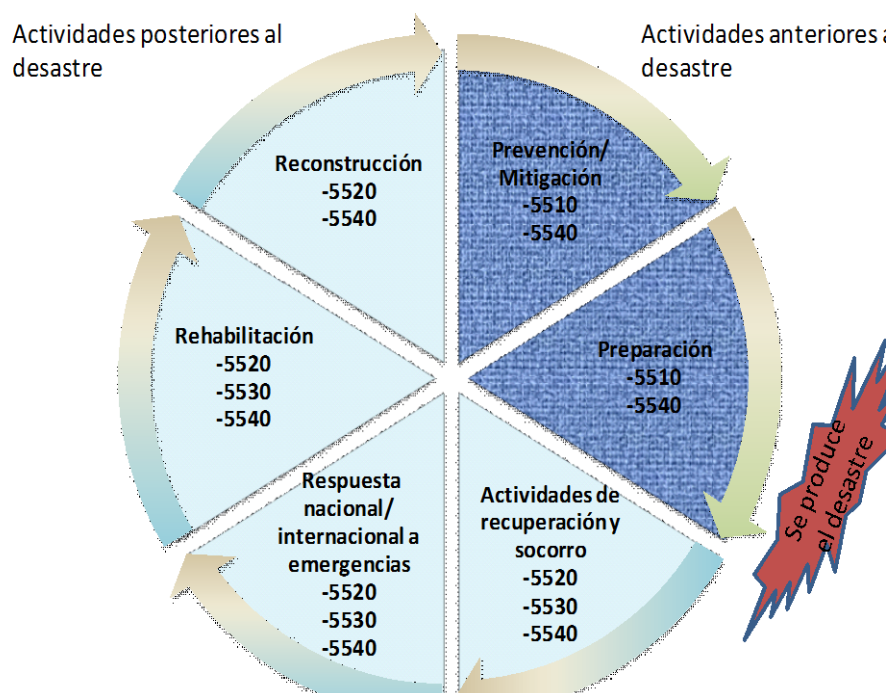 Actividades posteriores al
desastre
Actividades anteriores a
desastre
Prevención/
Mitigación
-5510
-5540
Preparación
-5510
-5540
Se produce
el desastre
Actividades de
recuperación y
socorro
-5520
-5530
-5540
Respuesta
nacional/
internacional a
emergencias
-5520
-5530
-5540
Rehabilitación
-5520
-5530
-5540
Reconstrucción
-5520
-5540